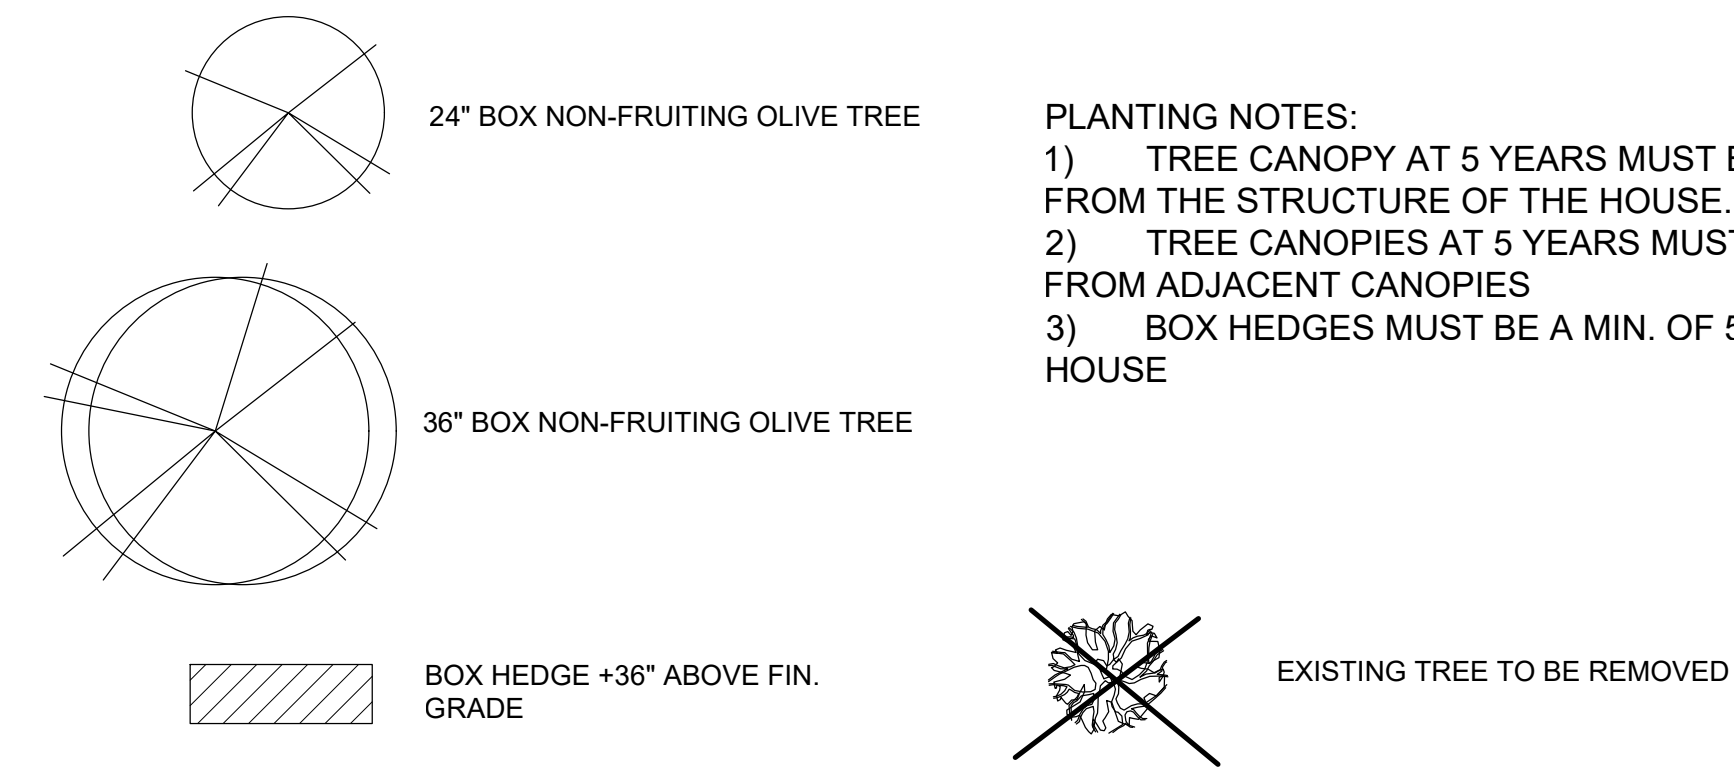 24" BOX NON-FRUITING OLIVE TREE
PLANTING NOTES:
1) TREE CANOPY AT 5 YEARS MUST
FROM THE STRUCTURE OF THE HOUSE.
2) TREE CANOPIES AT 5 YEARS MUST
FROM ADJACENT CANOPIES
3) BOX HEDGES MUST BE A MIN. OF 5
HOUSE
36" BOX NON-FRUITING OLIVE TREE
BOX HEDGE +36" ABOVE FIN.
GRADE
EXISTING TREE TO BE REMOVED